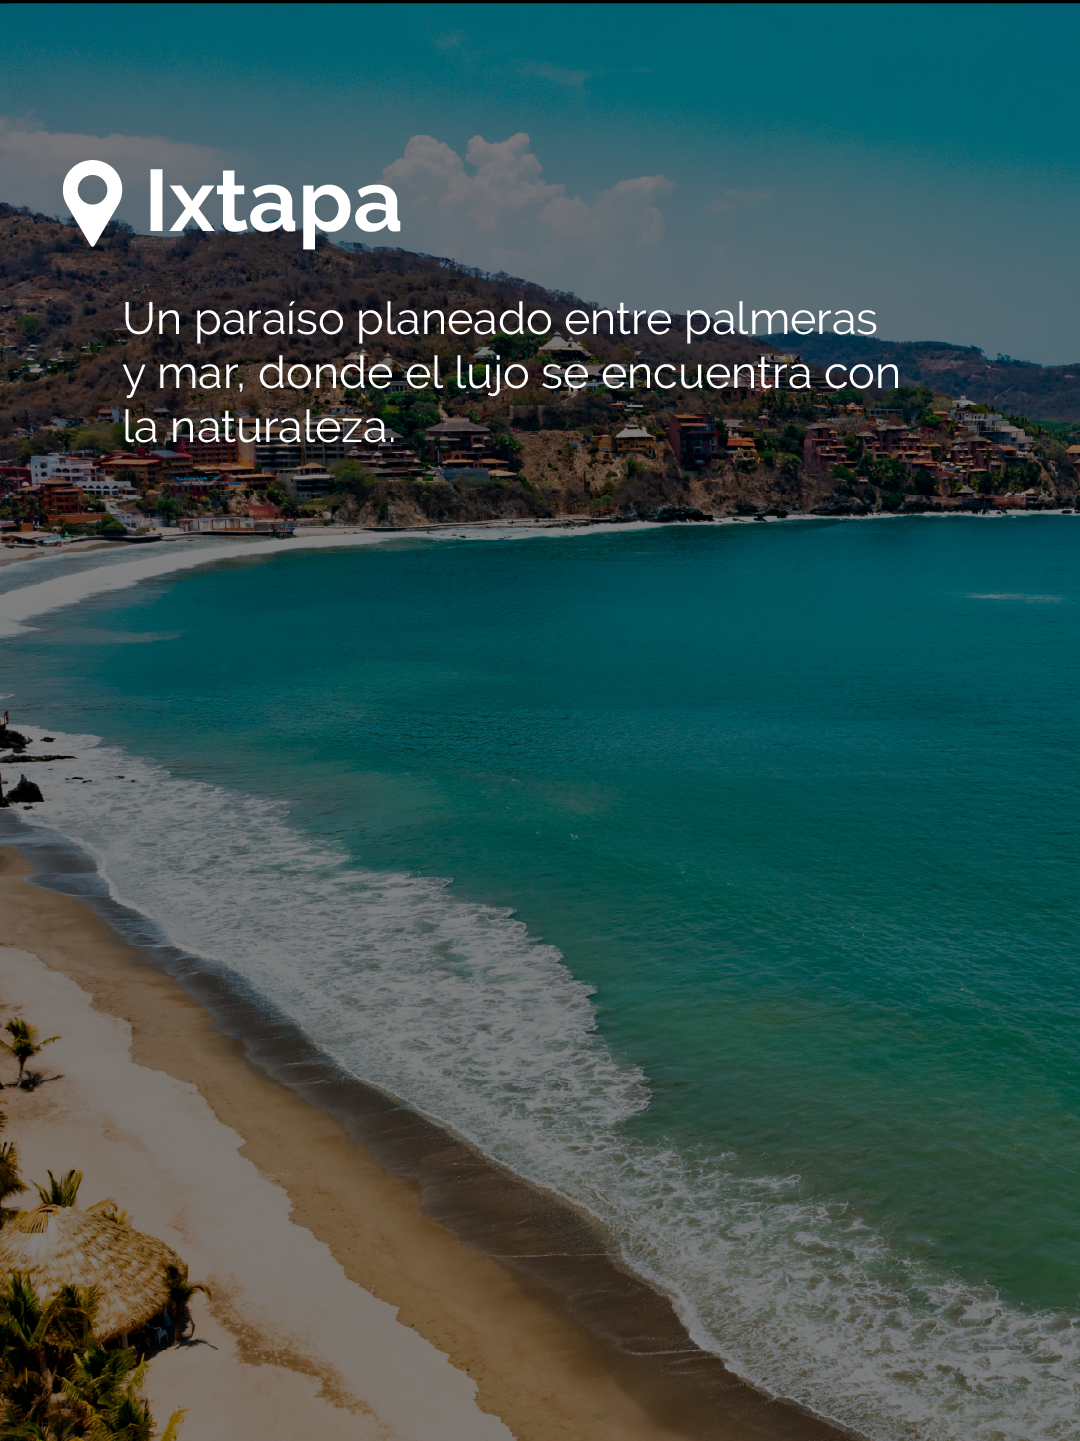 Ixtapa
Un paraíso planeado entre palmeras
y mar, donde el lujo se encuentra con
la naturaleza.